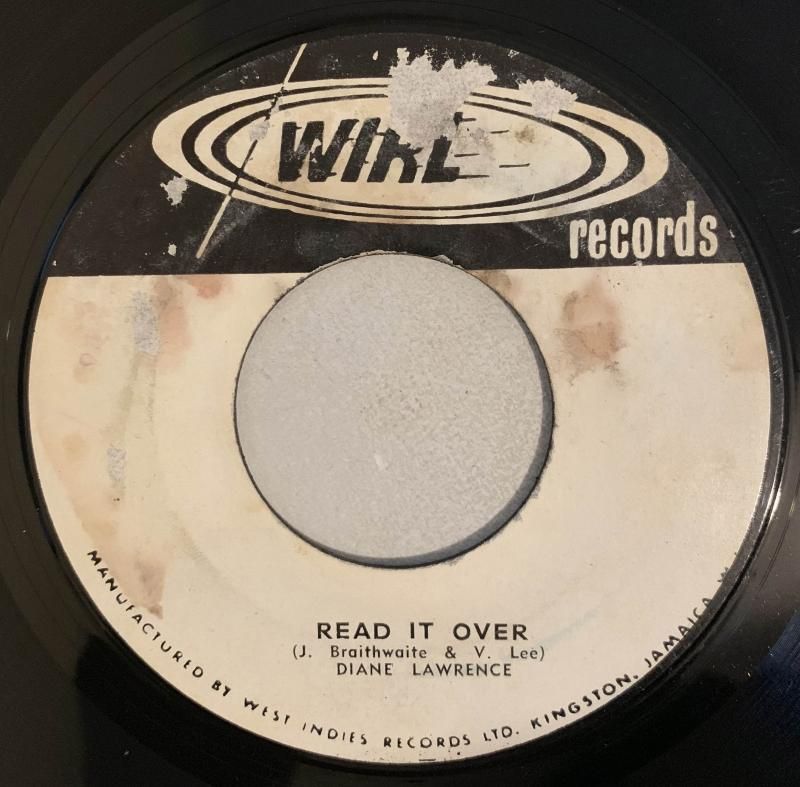 WIRL
records
READ IT OVER
(J. Braithwaite & V. Lee)
DIANE LAWRENCE
MANUFACTURED BY WEST INDIES RECORDS LTD. KINGSTON, JAMAICA W.